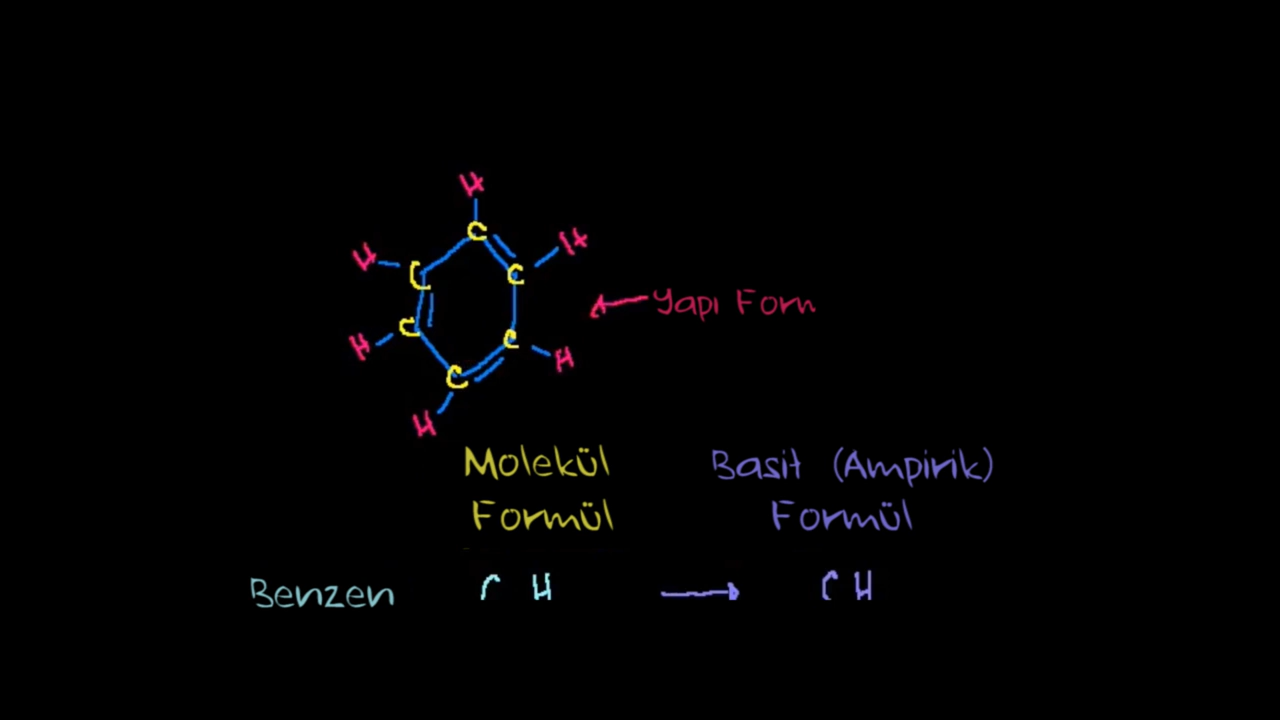 H
C
H
H
C
C
C
C
H
C
H
H
Yapı Form
Molekül Basit (Ampirik)
Formül Formül
Benzen C H → C H